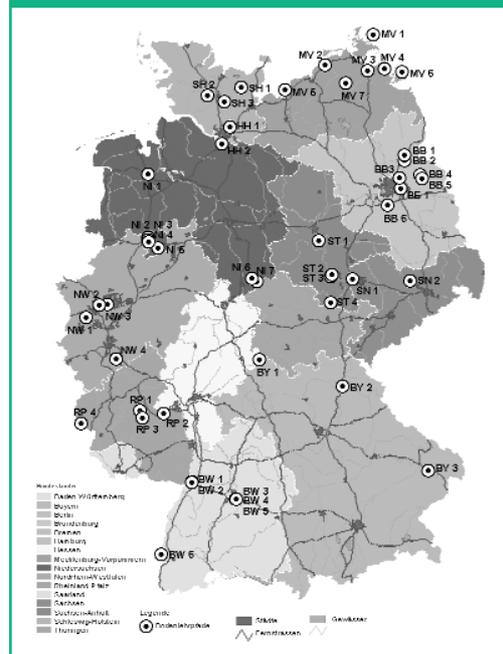 MV 1
MV 2
MV 3
MV 4
MV 6
MV 7
MV 5
SH 2
SH 1
SH 3
HH 1
HH 2
BB 1
BB 2
BB3
BB 4
BB 5
BE 1
BB 6
NI 1
NI 2
NI 3
NI 5
NI 6
NI 7
ST 1
ST 2
ST 3
ST 4
SN 1
SN 2
NW 2
NW 3
NW 1
NW 4
BY 1
BY 2
BY 3
RP 1
RP 2
RP 3
RP 4
BW 1
BW 2
BW 3
BW 4
BW 5
BW 6
Bundesländer
Baden-Württemberg
Bayern
Berlin
Brandenburg
Bremen
Hamburg
Hessen
Mecklenburg-Vorpommern
Niedersachsen
Nordrhein-Westfalen
Rheinland-Pfalz
Saarland
Sachsen
Sachsen-Anhalt
Schleswig-Holstein
Thüringen
Legende
Bodenlehrpfade
Städte
Fernstrassen
Gewässer